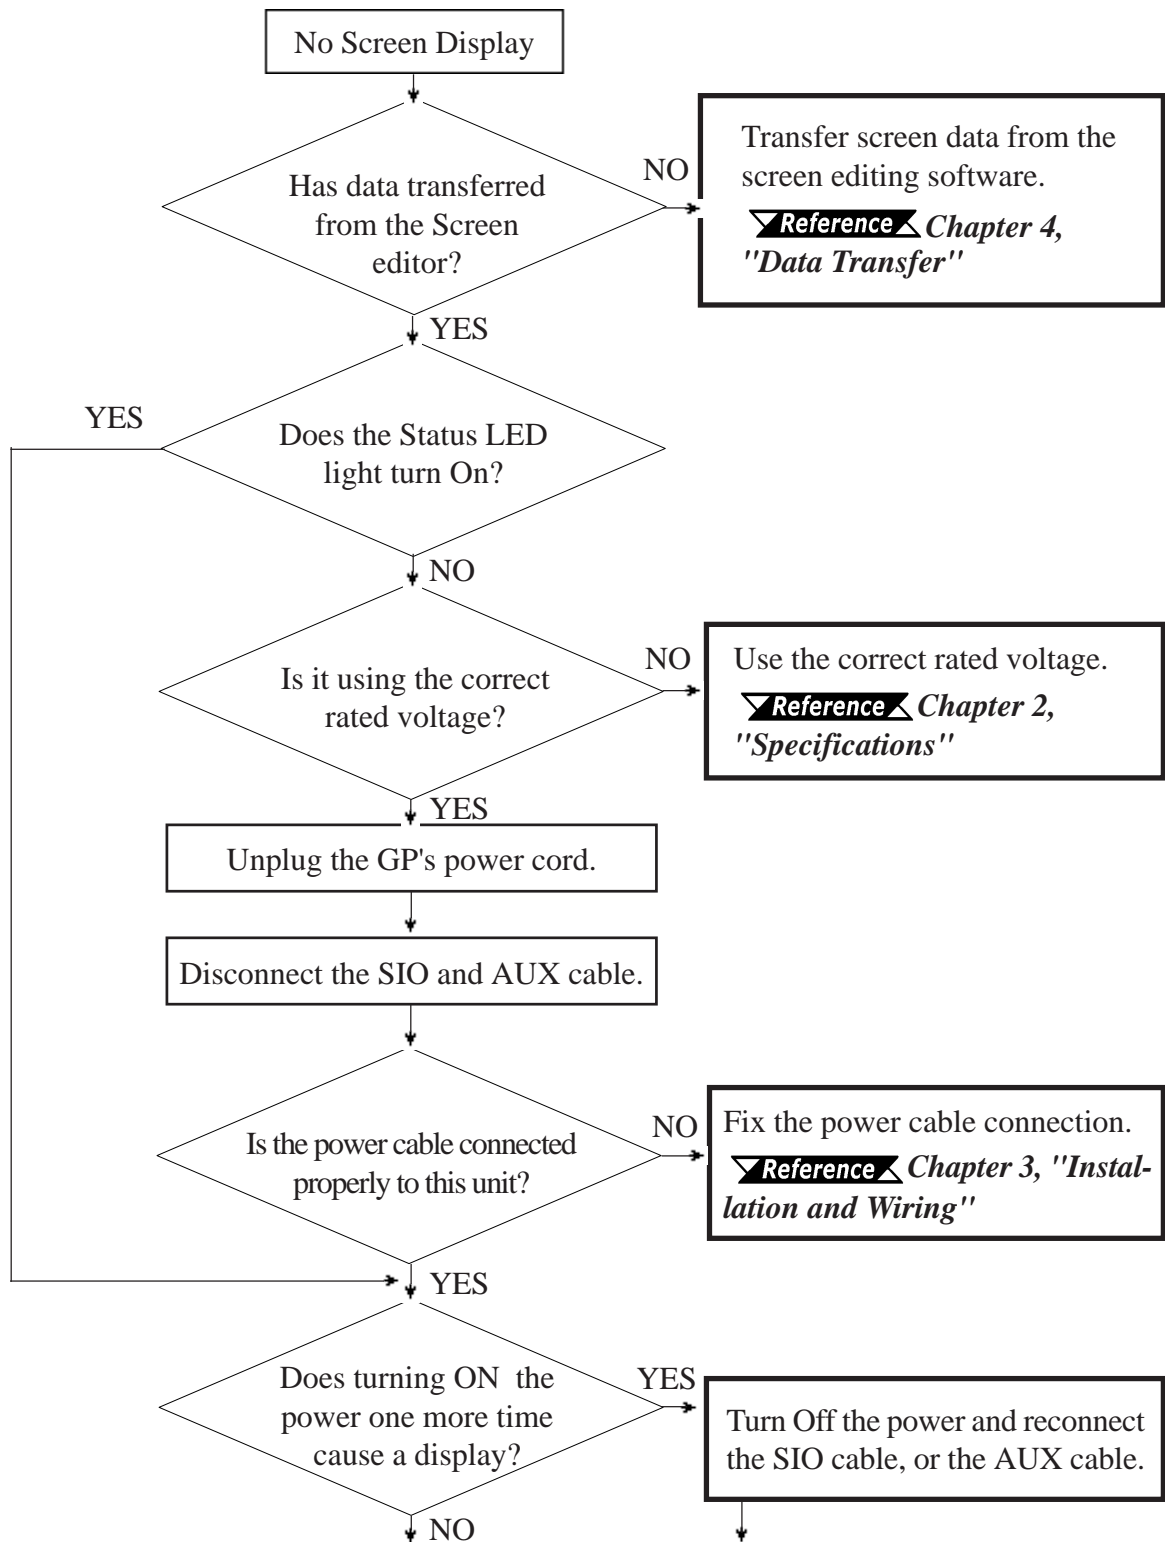 No Screen Display
Has data transferred
from the Screen
editor?
NO
Transfer screen data from the
screen editing software.
Reference Chapter 4,
"Data Transfer"
YES
YES
Does the Status LED
light turn On?
NO
Is it using the correct
rated voltage?
NO
Use the correct rated voltage.
Reference Chapter 2,
"Specifications"
YES
Unplug the GP's power cord.
Disconnect the SIO and AUX cable.
Is the power cable connected
properly to this unit?
NO
Fix the power cable connection.
Reference Chapter 3, "Instal-
lation and Wiring"
YES
Does turning ON the
power one more time
cause a display?
YES
Turn Off the power and reconnect
the SIO cable, or the AUX cable.
NO